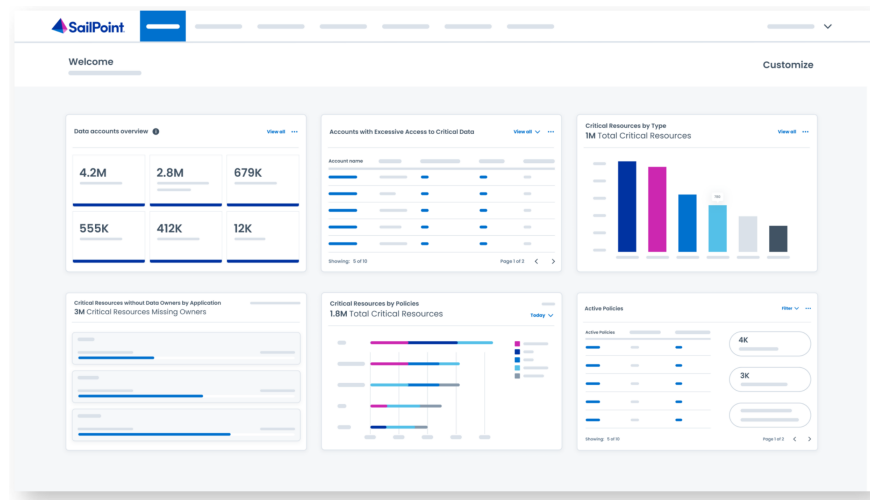 SailPoint
Welcome
Customize
Data accounts overview
View all
4.2M
2.8M
679K
555K
412K
12K
Accounts with Excessive Access to Critical Data
View all
Account name
Showing: 5 of 10
Page 1 of 2
Critical Resources by Type
1M Total Critical Resources
View all
Critical Resources without Data Owners by Application
3M Critical Resources Missing Owners
Critical Resources by Policies
1.8M Total Critical Resources
Today
Active Policies
Filter
Active Policies
4K
3K
Showing: 5 of 10
Page 1 of 2